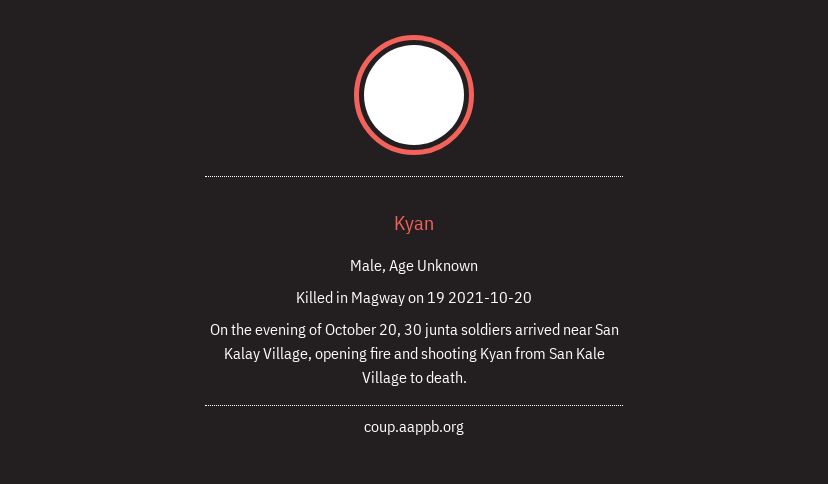 Kyan
Male, Age Unknown
Killed in Magway on 19 2021-10-20
On the evening of October 20, 30 junta soldiers arrived near San
Kalay Village, opening fire and shooting Kyan from San Kale
Village to death.
coup.aappb.org